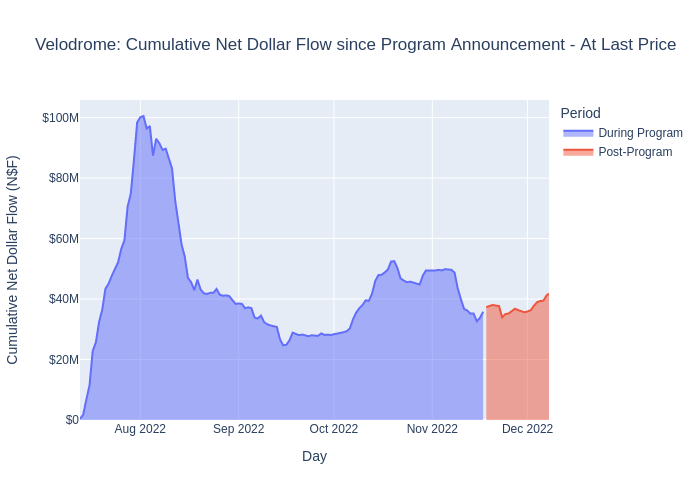 Velodrome: Cumulative Net Dollar Flow since Program Announcement - At Last Price
Cumulative Net Dollar Flow (N$F)
$100M
$80M
$60M
$40M
$20M
$0
Aug 2022
Sep 2022
Oct 2022
Nov 2022
Dec 2022
Day
Period
During Program
Post-Program